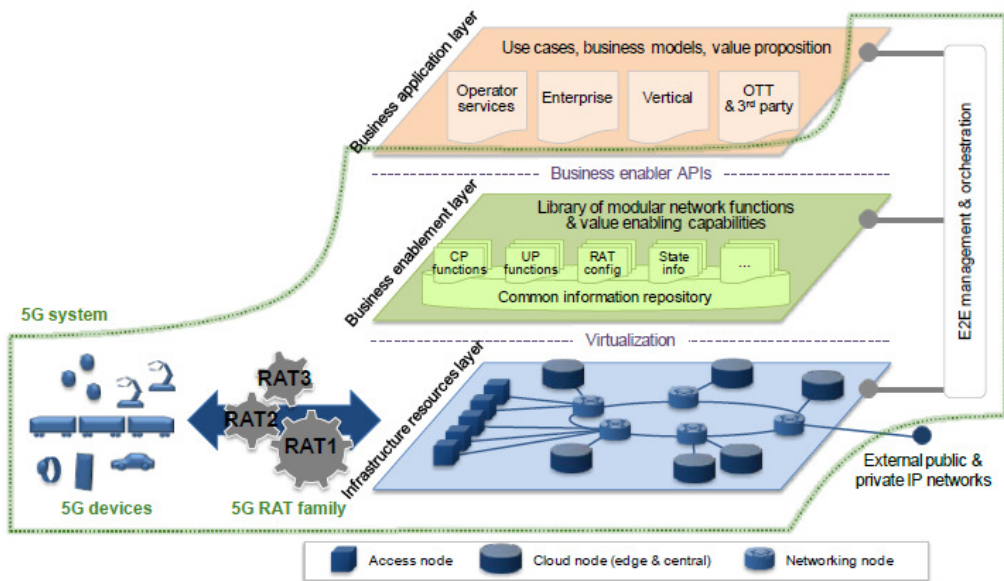 Business application layer
Use cases, business models, value proposition
Operator
services
Enterprise
Vertical
OTT
& 3rd party
Business enabler APIs
Business enablement layer
Library of modular network functions
& value enabling capabilities
CP
functions
UP
functions
RAT
config
State
info
...
Common information repository
E2E management & orchestration
Virtualization
5G system
Infrastructure resources layer
RAT3
RAT2
RAT1
5G devices
5G RAT family
External public &
private IP networks
Access node
Cloud node (edge & central)
Networking node